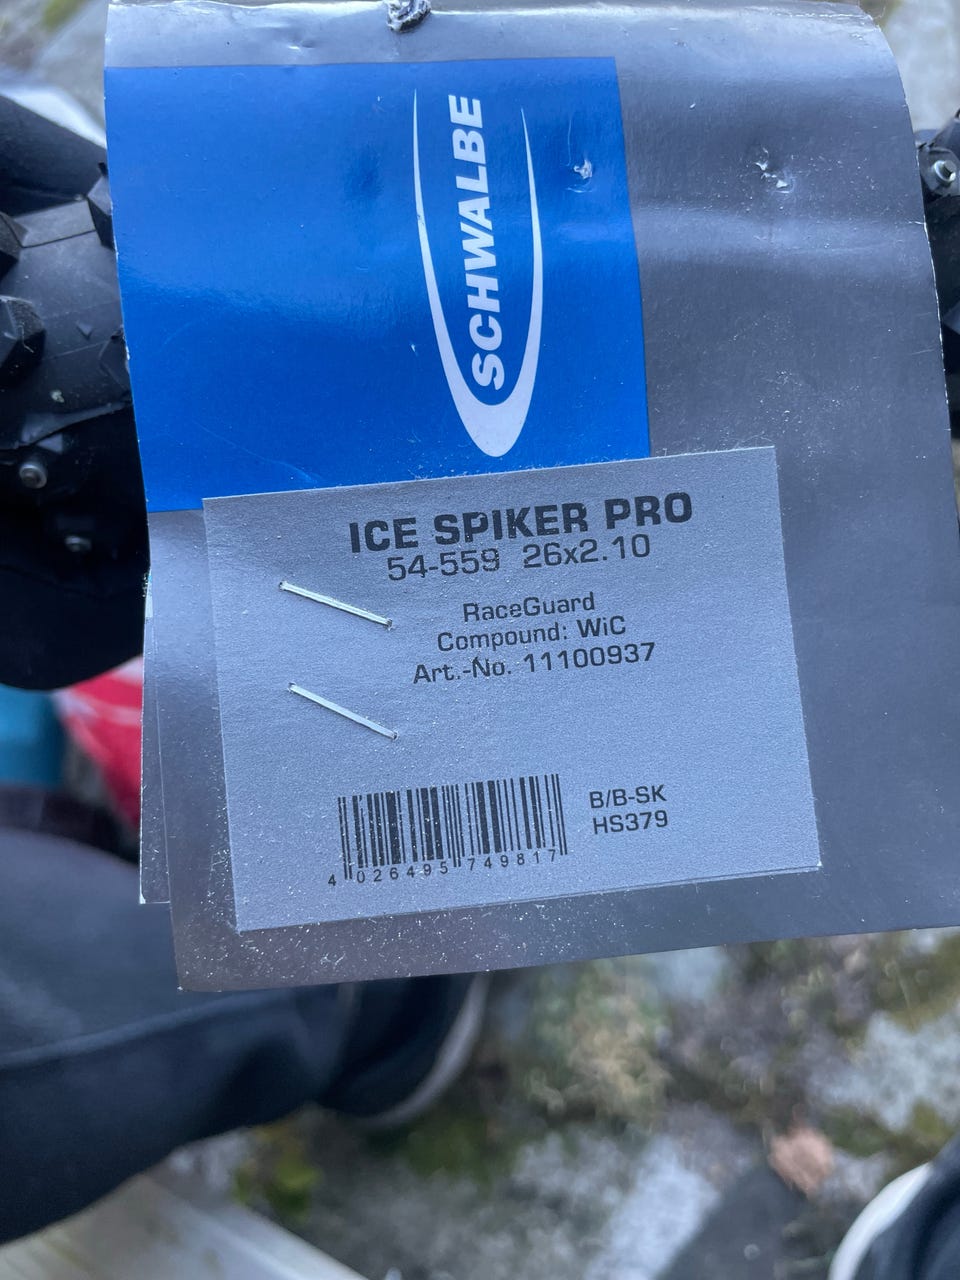 SCHWALBE
ICE SPIKER PRO
54-559 26x2.10
RaceGuard
Compound: WiC
Art.-No. 11100937
B/B-SK
HS379
4 026495 749817